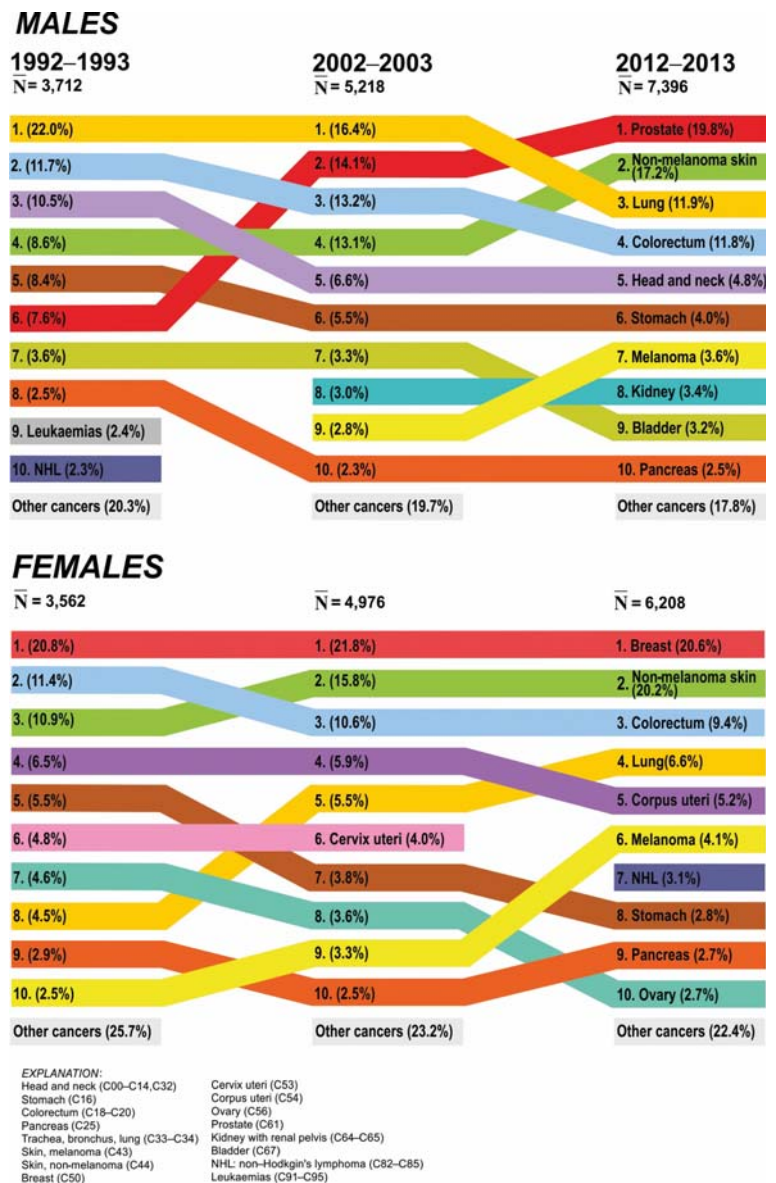 MALES
1992–1993 2002–2003 2012–2013
N̅ = 3,712 N̅ = 5,218 N̅ = 7,396
1. (22.0%) 1. (16.4%) 1. Prostate (19.8%)
2. (11.7%) 2. (14.1%) 2. Non-melanoma skin
(17.2%)
3. (10.5%) 3. (13.2%) 3. Lung (11.9%)
4. (8.6%) 4. (13.1%) 4. Colorectum (11.8%)
5. (8.4%) 5. (6.6%) 5. Head and neck (4.8%)
6. (7.6%) 6. (5.5%) 6. Stomach (4.0%)
7. (3.6%) 7. (3.3%) 7. Melanoma (3.6%)
8. (2.5%) 8. (3.0%) 8. Kidney (3.4%)
9. Leukaemias (2.4%) 9. (2.8%) 9. Bladder (3.2%)
10. NHL (2.3%) 10. (2.3%) 10. Pancreas (2.5%)
Other cancers (20.3%) Other cancers (19.7%) Other cancers (17.8%)
FEMALES
N̅ = 3,562 N̅ = 4,976 N̅ = 6,208
1. (20.8%) 1. (21.8%) 1. Breast (20.6%)
2. (11.4%) 2. (15.8%) 2. Non-melanoma skin
(20.2%)
3. (10.9%) 3. (10.6%) 3. Colorectum (9.4%)
4. (6.5%) 4. (5.9%) 4. Lung(6.6%)
5. (5.5%) 5. (5.5%) 5. Corpus uteri (5.2%)
6. (4.8%) 6. Cervix uteri (4.0%) 6. Melanoma (4.1%)
7. (4.6%) 7. (3.8%) 7. NHL (3.1%)
8. (4.5%) 8. (3.6%) 8. Stomach (2.8%)
9. (2.9%) 9. (3.3%) 9. Pancreas (2.7%)
10. (2.5%) 10. (2.5%) 10. Ovary (2.7%)
Other cancers (25.7%) Other cancers (23.2%) Other cancers (22.4%)
EXPLANATION:
Head and neck (C00–C14,C32) Cervix uteri (C53)
Stomach (C16) Corpus uteri (C54)
Colorectum (C18–C20) Ovary (C56)
Pancreas (C25) Prostate (C61)
Trachea, bronchus, lung (C33–C34) Kidney with renal pelvis (C64–C65)
Skin, melanoma (C43) Bladder (C67)
Skin, non-melanoma (C44) NHL: non–Hodkgin's lymphoma (C82–C85)
Breast (C50) Leukaemias (C91–C95)